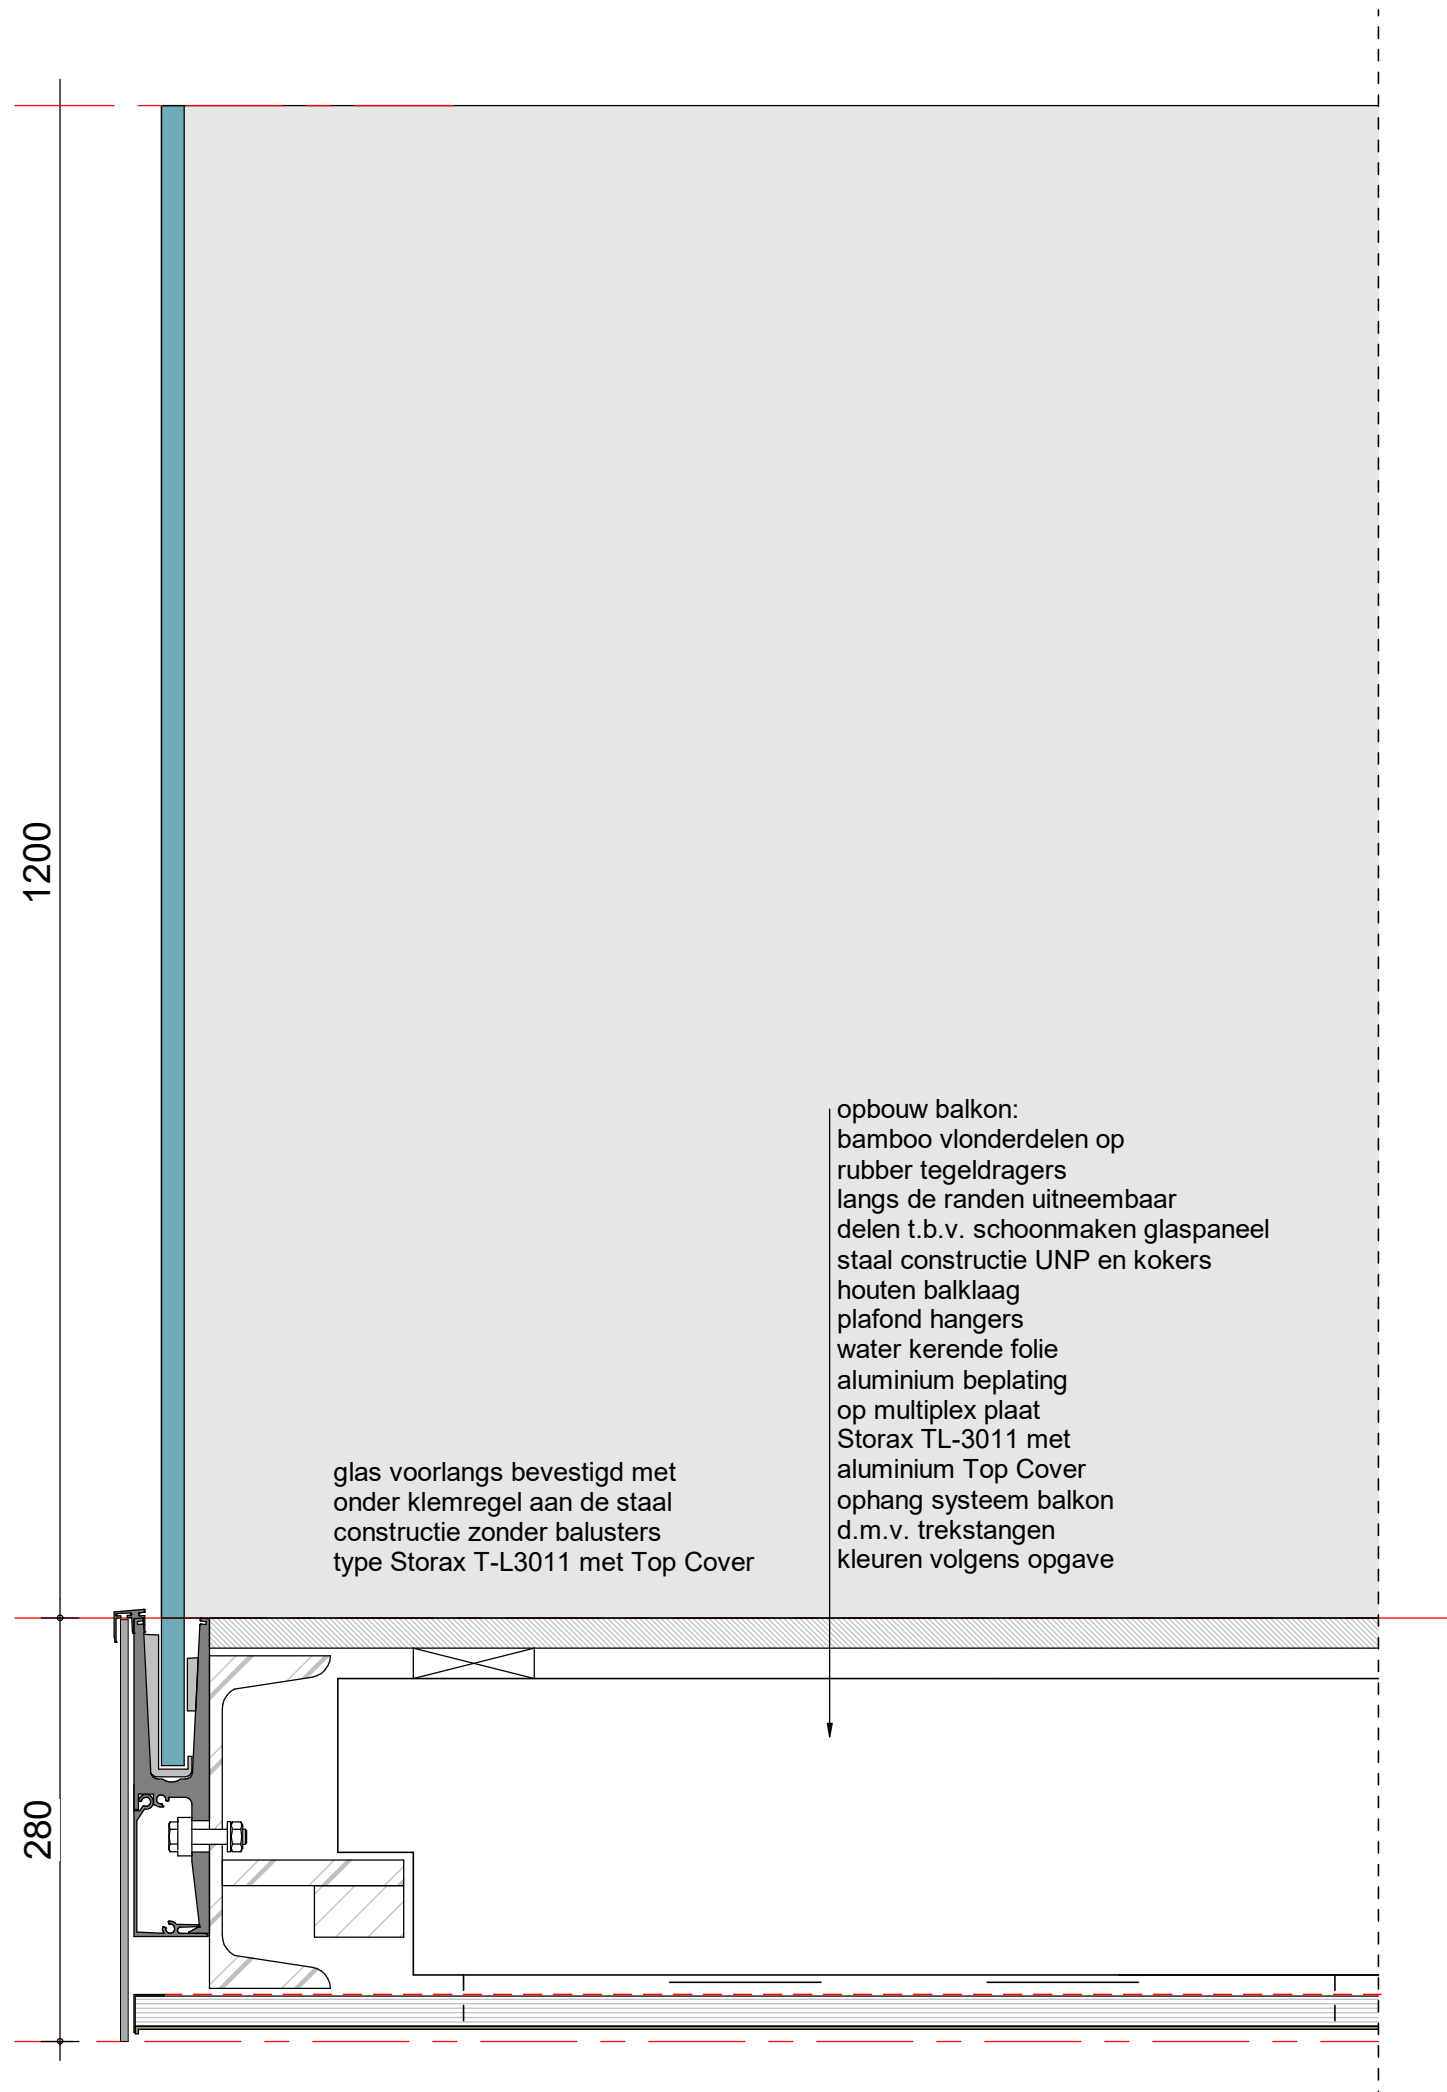 1200
opbouw balkon:
bamboo vlonderdelen op
rubber tegeldragers
langs de randen uitneembaar
delen t.b.v. schoonmaken glaspaneel
staal constructie UNP en kokers
houten balklaag
plafond hangers
water kerende folie
aluminium beplating
op multiplex plaat
Storax TL-3011 met
aluminium Top Cover
ophang systeem balkon
d.m.v. trekstangen
kleuren volgens opgave
glas voorlangs bevestigd met
onder klemregel aan de staal
constructie zonder balusters
type Storax T-L3011 met Top Cover
280